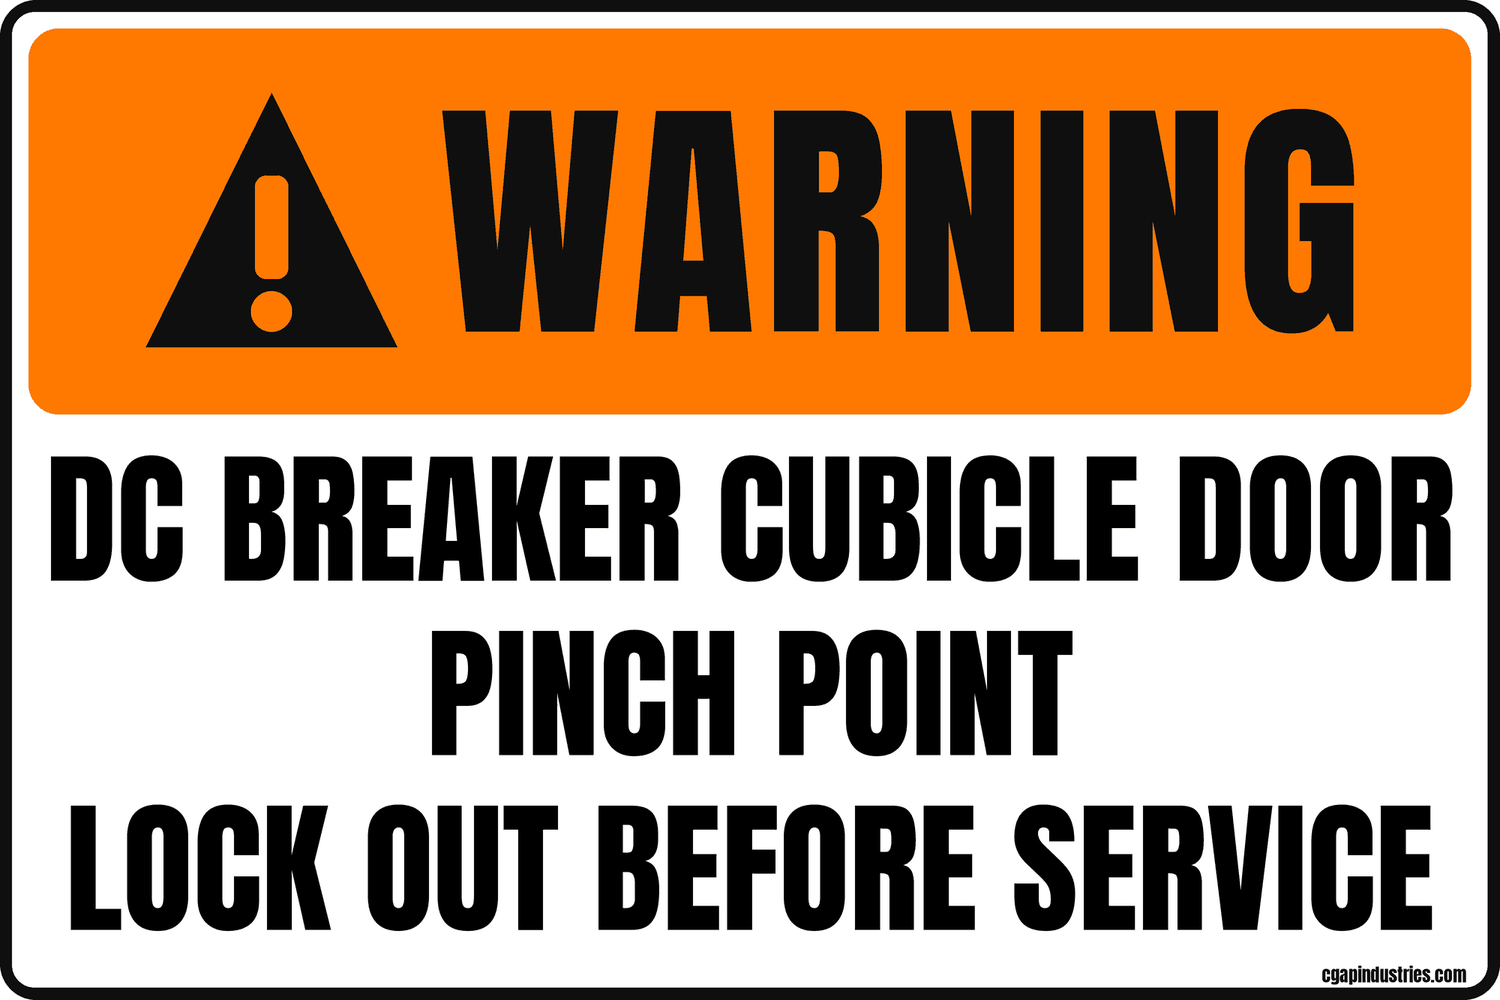 WARNING
DC BREAKER CUBICLE DOOR
PINCH POINT
LOCK OUT BEFORE SERVICE
cgapindustries.com